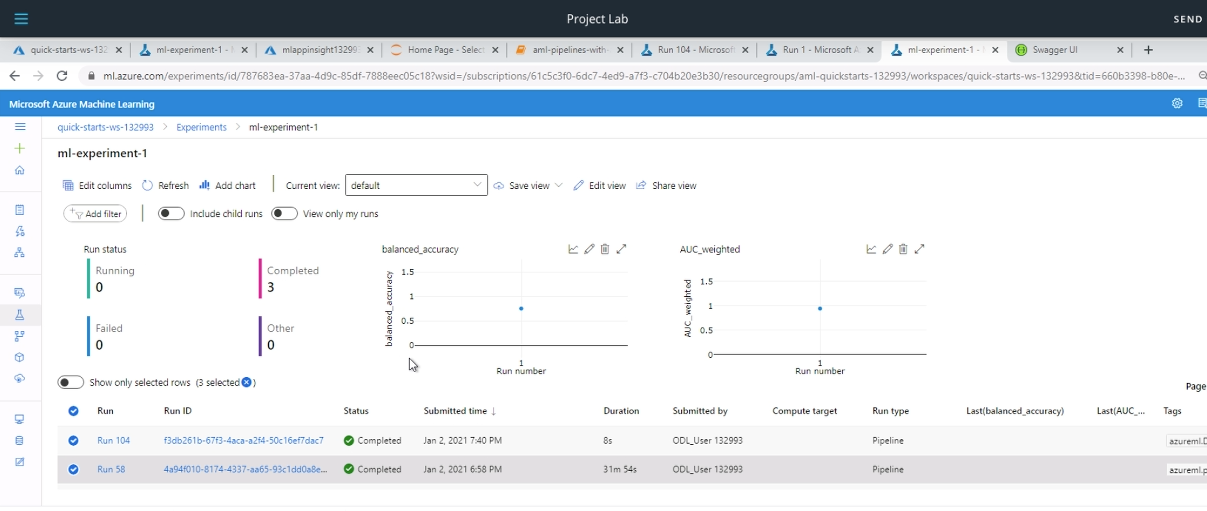 Project Lab
SEND
quick-starts-ws-132
ml-experiment-1 -
mlappinsight13299
Home Page - Select
aml-pipelines-with-
Run 104 - Microsoft
Run 1 - Microsoft A
ml-experiment-1 -
Swagger UI
ml.azure.com/experiments/id/787683ea-37aa-4d9c-85df-7888eec05c18?wsid=/subscriptions/61c5c3f0-6dc7-4ed9-a7f3-c704b20e3b30/resourcegroups/aml-quickstarts-132993/workspaces/quick-starts-ws-132993&tid=660b3398-b80e-...
Microsoft Azure Machine Learning
quick-starts-ws-132993 > Experiments > ml-experiment-1
ml-experiment-1
Edit columns Refresh Add chart Current view: default Save view Edit view Share view
Add filter Include child runs View only my runs
Run status
Running
0
Completed
3
Failed
0
Other
0
balanced_accuracy
balanced_accuracy
1.5
1
0.5
0
1
Run number
AUC_weighted
AUC_weighted
1.5
1
0.5
0
1
Run number
Show only selected rows (3 selected )
Page
Run Run ID Status Submitted time ↓ Duration Submitted by Compute target Run type Last(balanced_accuracy) Last(AUC_... Tags
Run 104 f3db261b-67f3-4aca-a2f4-50c16ef7dac7 Completed Jan 2, 2021 7:40 PM 8s ODL_User 132993 Pipeline azureml.D
Run 58 4a94f010-8174-4337-aa65-93c1dd0a8e... Completed Jan 2, 2021 6:58 PM 31m 54s ODL_User 132993 Pipeline azureml.p